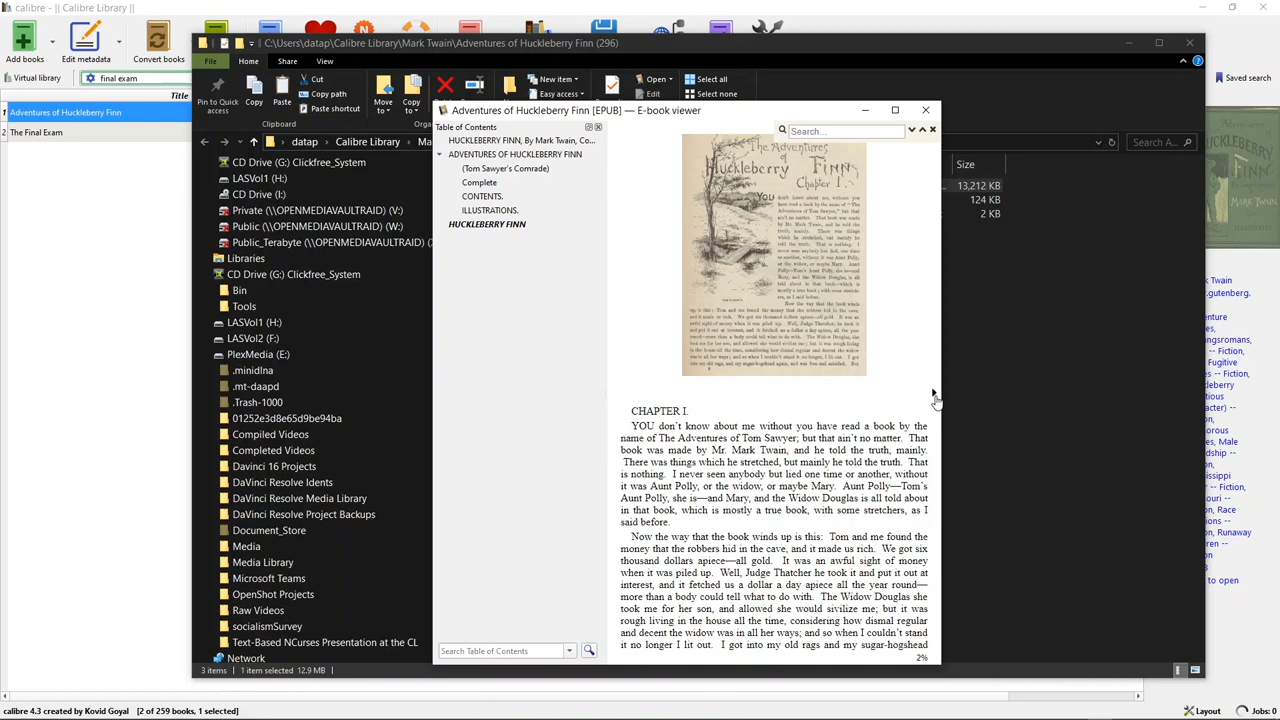 calibre - || Calibre Library ||
Add books
Edit metadata
Convert books
Virtual library
final exam
Saved search
Title
1 Adventures of Huckleberry Finn
2 The Final Exam
C:\Users\datap\Calibre Library\Mark Twain\Adventures of Huckleberry Finn (296)
File
Home
Share
View
Pin to Quick access
Copy
Paste
Cut
Copy path
Paste shortcut
Clipboard
Move to
Copy to
New item
Easy access
Open
Edit
Select all
Select none
datap
Calibre Library
Search A...
CD Drive (G:) Clickfree_System
LASVol1 (H:)
CD Drive (I:)
Private (\\OPENMEDIAVAULTRAID) (V:)
Public (\\OPENMEDIAVAULTRAID) (W:)
Public_Terabyte (\\OPENMEDIAVAULTRAID) (
Libraries
CD Drive (G:) Clickfree_System
Bin
Tools
LASVol1 (H:)
LASVol2 (F:)
PlexMedia (E:)
.minidlna
.mt-daapd
.Trash-1000
01252e3d8e65d9be94ba
Compiled Videos
Completed Videos
Davinci 16 Projects
DaVinci Resolve Idents
DaVinci Resolve Media Library
DaVinci Resolve Project Backups
Document_Store
Media
Media Library
Microsoft Teams
OpenShot Projects
Raw Videos
socialismSurvey
Text-Based NCurses Presentation at the CL
Network
3 items
1 item selected 12.9 MB
Size
13,212 KB
124 KB
2 KB
Adventures of Huckleberry Finn [EPUB] — E-book viewer
Table of Contents
HUCKLEBERRY FINN, By Mark Twain, Co...
ADVENTURES OF HUCKLEBERRY FINN
(Tom Sawyer's Comrade)
Complete
CONTENTS.
ILLUSTRATIONS.
HUCKLEBERRY FINN
Search Table of Contents
Search...
The Adventures
of
Huckleberry Finn
Chapter I.
CHAPTER I.
YOU don't know about me without you have read a book by the
name of The Adventures of Tom Sawyer; but that ain't no matter. That
book was made by Mr. Mark Twain, and he told the truth, mainly.
There was things which he stretched, but mainly he told the truth. That
is nothing. I never seen anybody but lied one time or another, without
it was Aunt Polly, or the widow, or maybe Mary. Aunt Polly—Tom's
Aunt Polly, she is—and Mary, and the Widow Douglas is all told about
in that book, which is mostly a true book, with some stretchers, as I
said before.
Now the way that the book winds up is this: Tom and me found the
money that the robbers hid in the cave, and it made us rich. We got six
thousand dollars apiece—all gold. It was an awful sight of money
when it was piled up. Well, Judge Thatcher he took it and put it out at
interest, and it fetched us a dollar a day apiece all the year round—
more than a body could tell what to do with. The Widow Douglas she
took me for her son, and allowed she would sivilize me; but it was
rough living in the house all the time, considering how dismal regular
and decent the widow was in all her ways; and so when I couldn't stand
it no longer I lit out. I got into my old rags and my sugar-hogshead
2%
MARK TWAIN
Twain
-- Fiction,
Fugitive
-- Fiction,
Male
-- Fiction,
Race
Runaway
to open
calibre 4.3 created by Kovid Goyal [2 of 259 books, 1 selected]
Layout
Jobs: 0